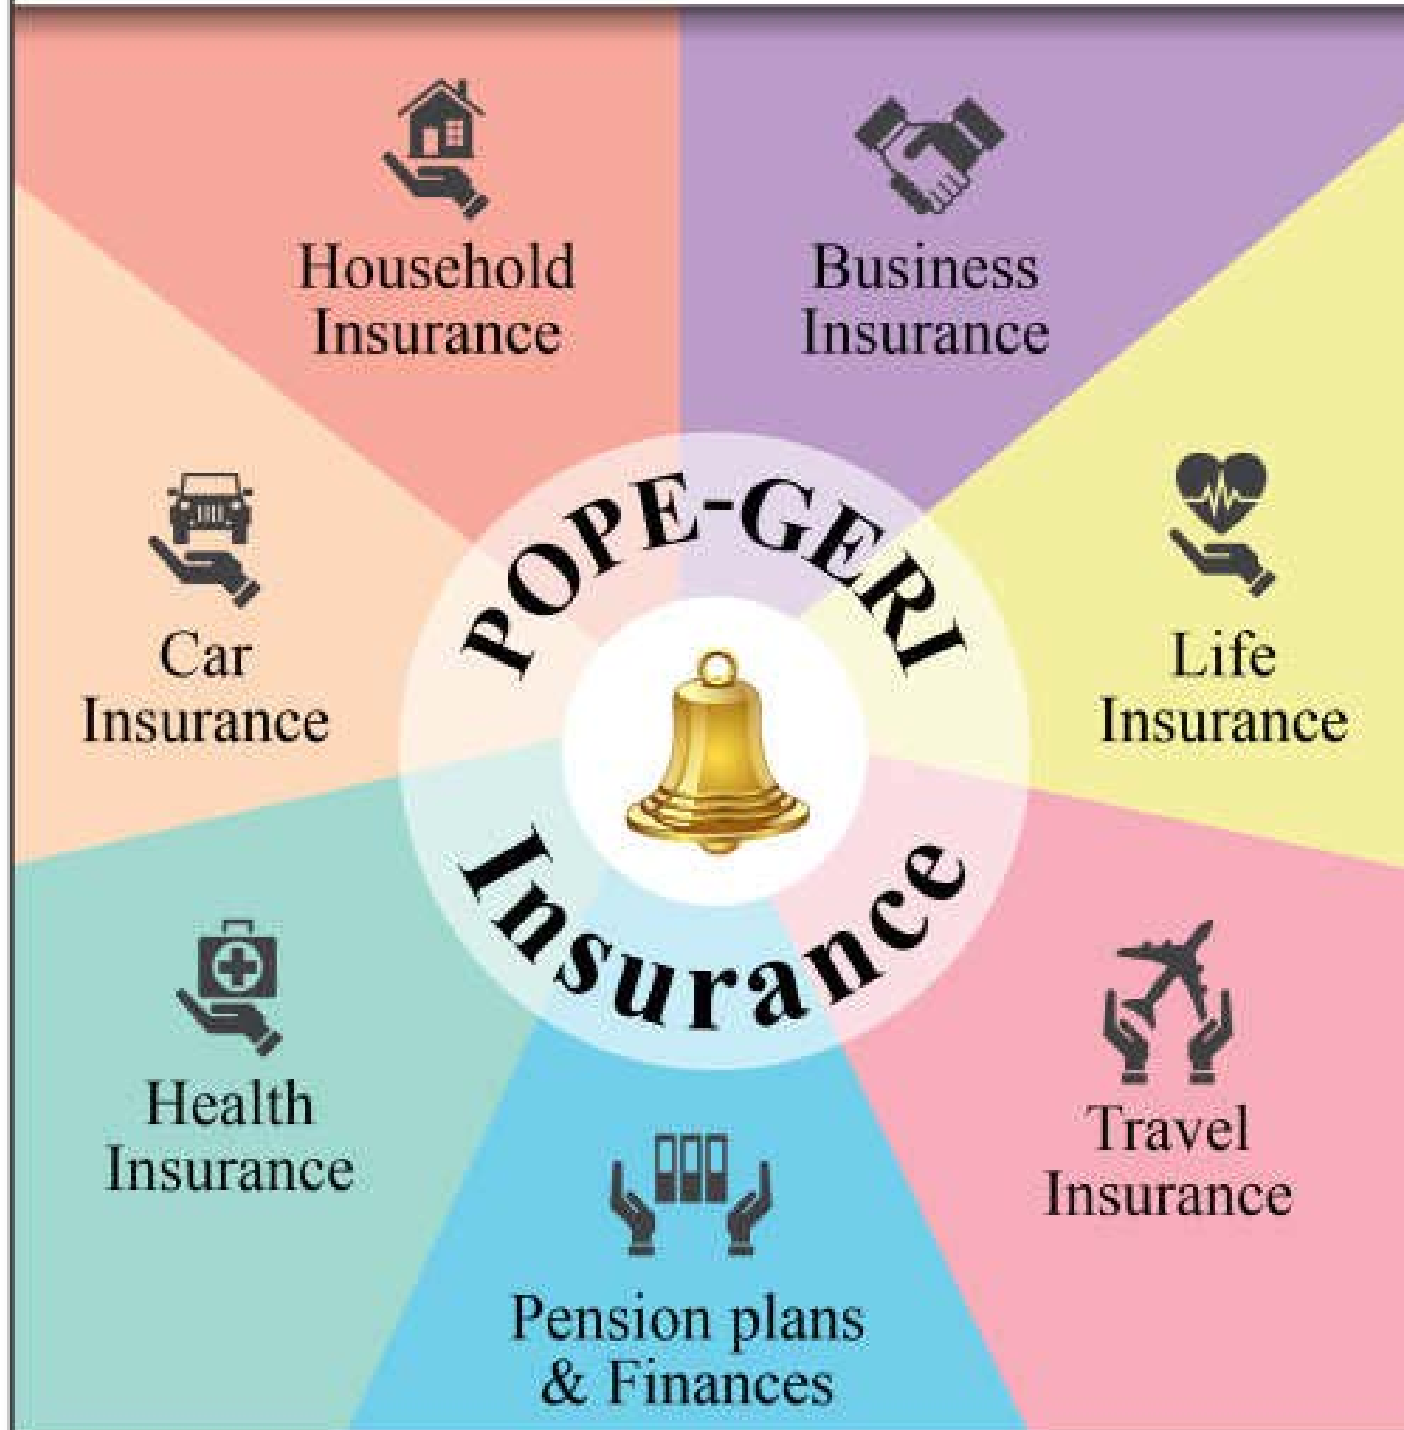 Household
Insurance
Business
Insurance
POPE-GERI
Insurance
Car
Insurance
Life
Insurance
Health
Insurance
Travel
Insurance
Pension plans
& Finances